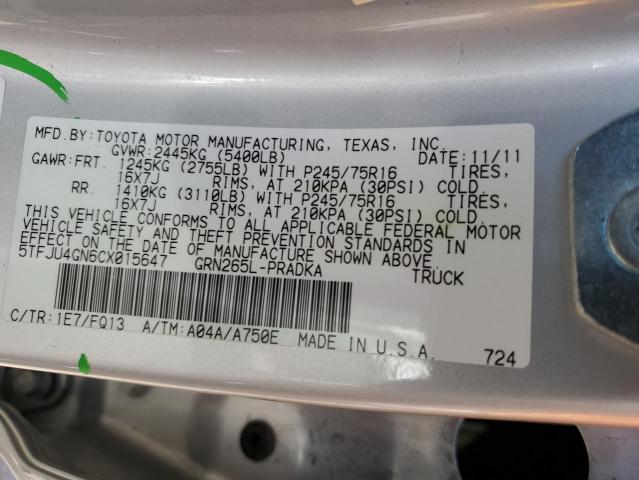 MFD.BY:TOYOTA MOTOR MANUFACTURING, TEXAS, INC.
GVWR:2445KG (5400LB) DATE:11/11
GAWR:FRT. 1245KG (2755LB) WITH P245/75R16 TIRES,
16X7J RIMS, AT 210KPA (30PSI) COLD
RR. 1410KG (3110LB) WITH P245/75R16 TIRES,
16X7J RIMS, AT 210KPA (30PSI) COLD
THIS VEHICLE CONFORMS TO ALL APPLICABLE FEDERAL MOTOR
VEHICLE SAFETY AND THEFT PREVENTION STANDARDS IN
EFFECT ON THE DATE OF MANUFACTURE SHOWN ABOVE.
5TFJU4GN6CX015647 GRN265L-PRADKA TRUCK
C/TR:1E7/FQ13 A/TM:A04A/A750E MADE IN U.S.A. 724